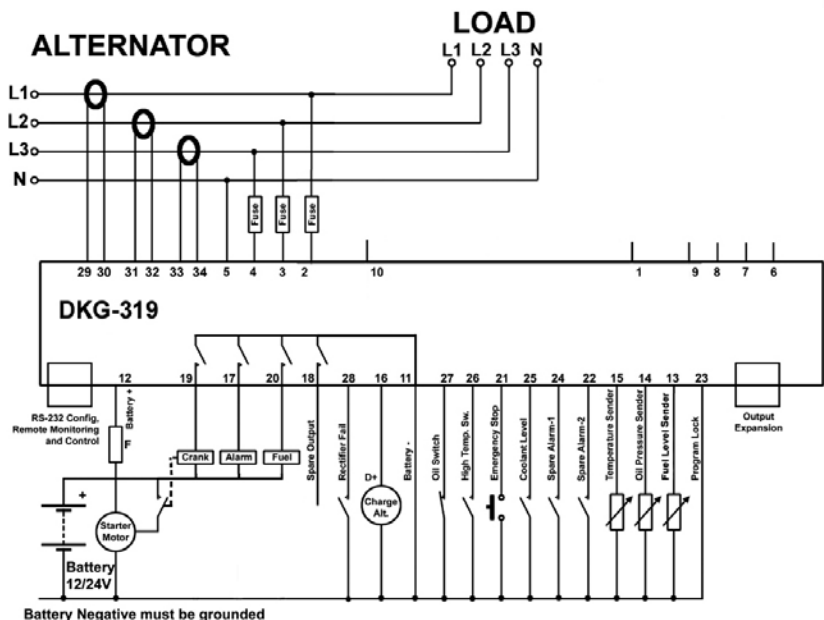 ALTERNATOR
LOAD
L1 L2 L3 N
L1
L2
L3
N
Fuse Fuse Fuse
29 30 31 32 33 34 5 4 3 2 10 1 9 8 7 6
DKG-319
12 19 17 20 18 28 16 11 27 26 21 25 24 22 15 14 13 23
RS-232 Config,
Remote Monitoring
and Control
Battery +
F
Crank
Alarm
Fuel
Spare Output
Rectifier Fail
D+
Charge
Alt.
Battery -
Oil Switch
High Temp. Sw.
Emergency Stop
Coolant Level
Spare Alarm-1
Spare Alarm-2
Temperature Sender
Oil Pressure Sender
Fuel Level Sender
Program Lock
Output
Expansion
+
Starter
Motor
Battery
12/24V
Battery Negative must be grounded